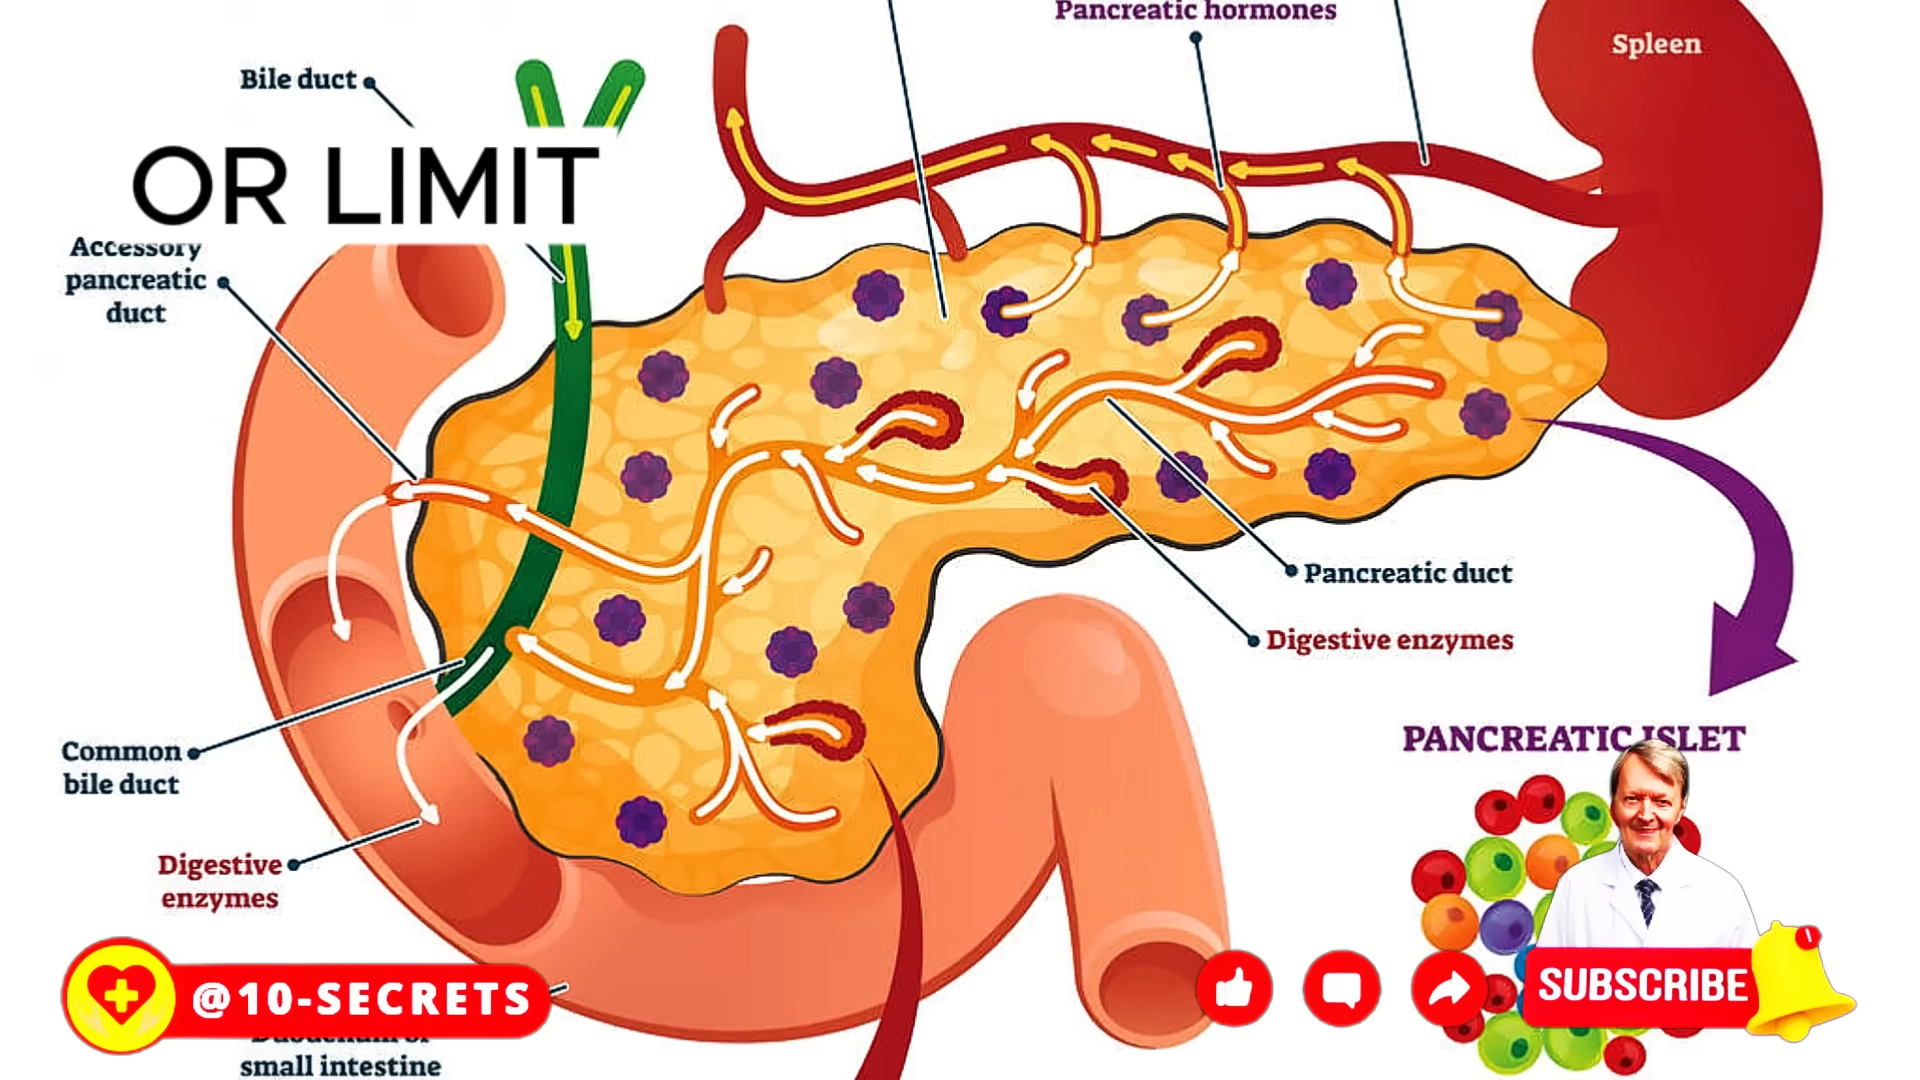 Pancreatic hormones
Spleen
Bile duct
OR LIMIT
Accessory
pancreatic
duct
Pancreatic duct
Digestive enzymes
PANCREATIC ISLET
Common
bile duct
Digestive
enzymes
@10-SECRETS
SUBSCRIBE
small intestine